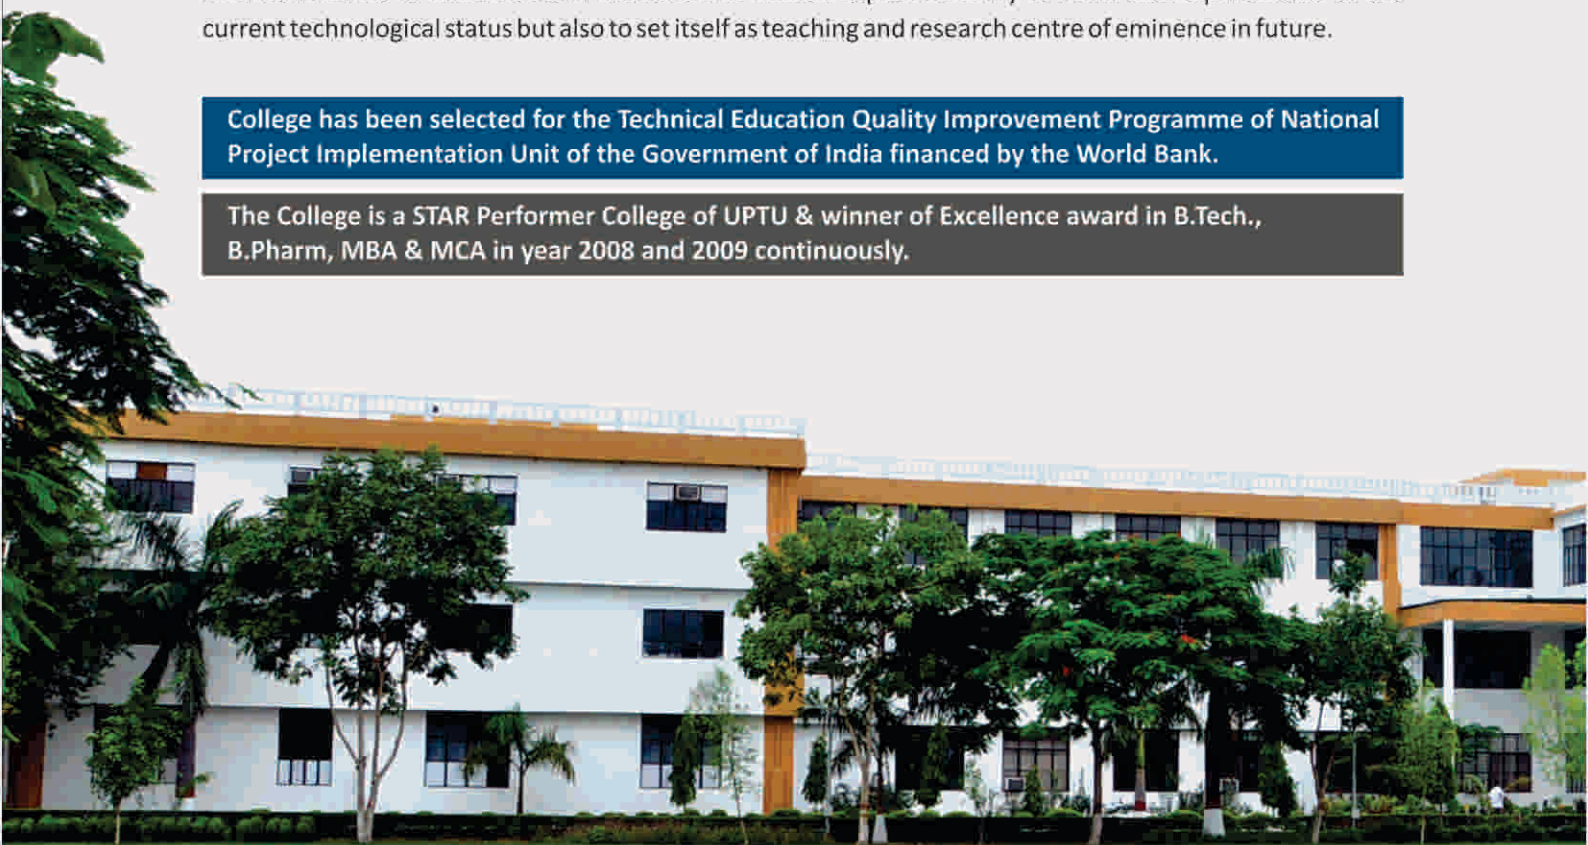 current technological status but also to set itself as teaching and research centre of eminence in future.
College has been selected for the Technical Education Quality Improvement Programme of National
Project Implementation Unit of the Government of India financed by the World Bank.
The College is a STAR Performer College of UPTU & winner of Excellence award in B.Tech.,
B.Pharm, MBA & MCA in year 2008 and 2009 continuously.